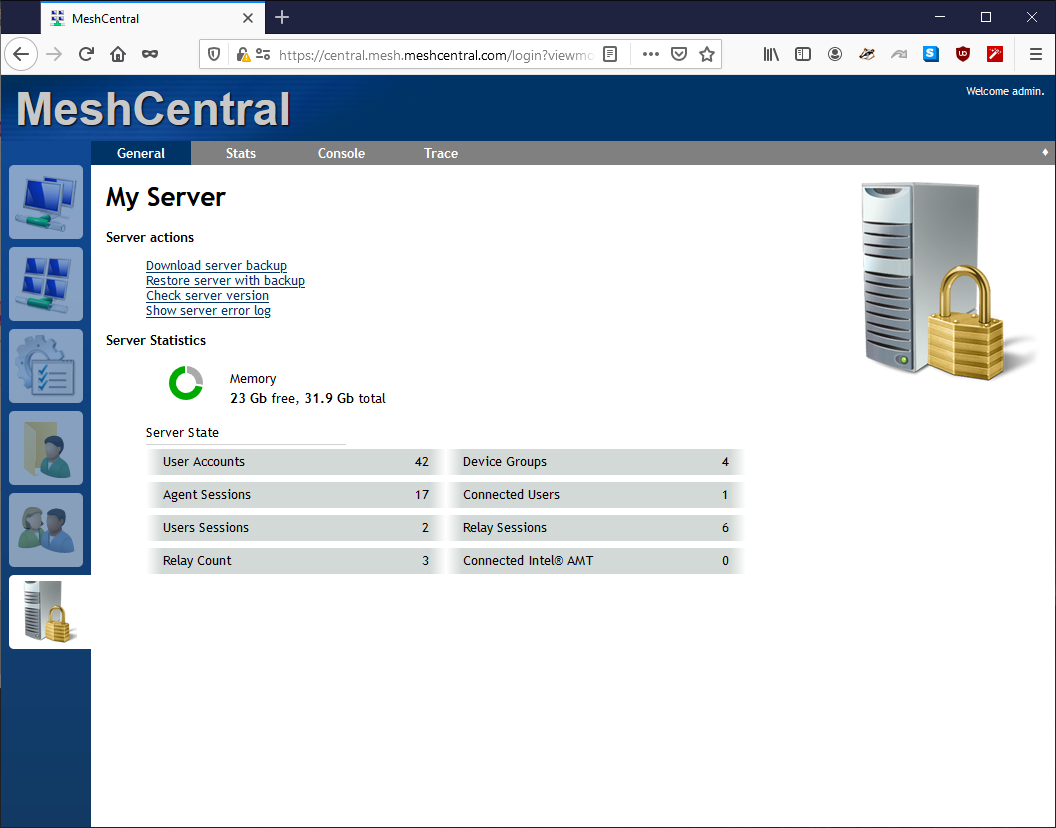 MeshCentral
https://central.mesh.meshcentral.com/login?viewmo
MeshCentral
Welcome admin.
General Stats Console Trace
My Server
Server actions
Download server backup
Restore server with backup
Check server version
Show server error log
Server Statistics
Memory
23 Gb free, 31.9 Gb total
Server State
User Accounts 42 Device Groups 4
Agent Sessions 17 Connected Users 1
Users Sessions 2 Relay Sessions 6
Relay Count 3 Connected Intel® AMT 0